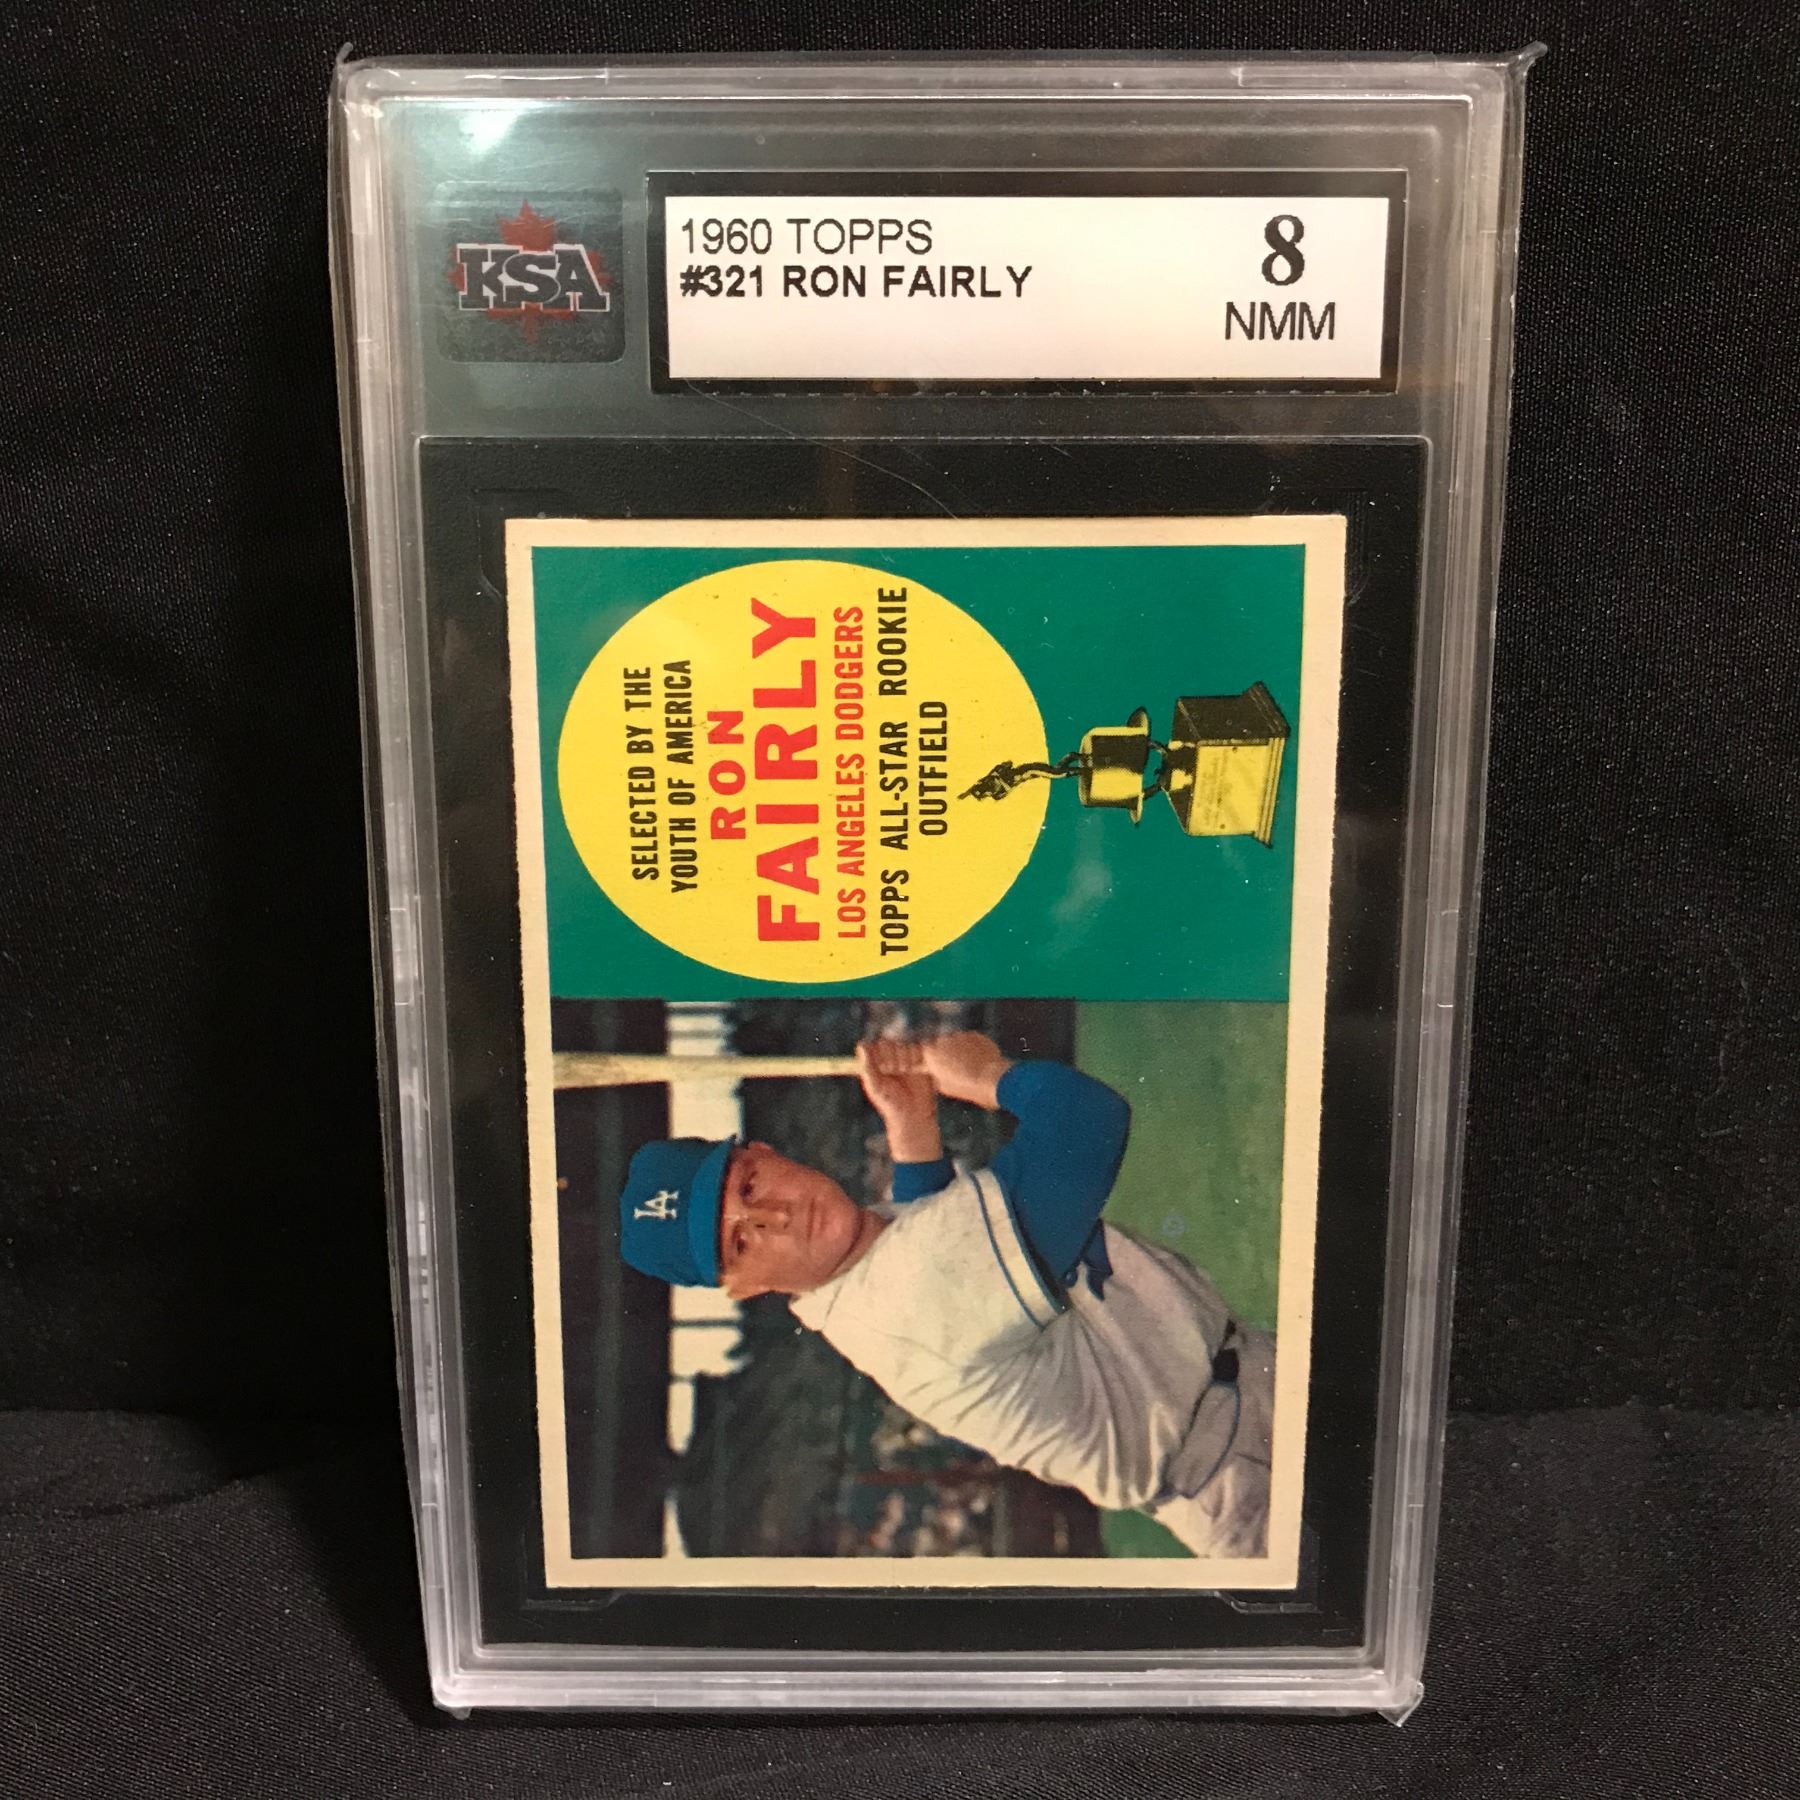 KSA
1960 TOPPS
#321 RON FAIRLY
8
NMM
SELECTED BY THE
YOUTH OF AMERICA
RON
FAIRLY
LOS ANGELES DODGERS
TOPPS ALL-STAR ROOKIE
OUTFIELD
LA